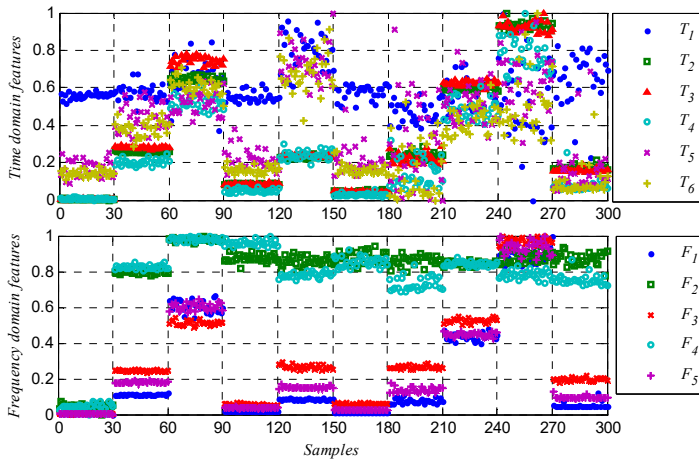 Time domain features
1
0.8
0.6
0.4
0.2
0
0 30 60 90 120 150 180 210 240 270 300
T1
T2
T3
T4
T5
T6
Frequency domain features
1
0.8
0.6
0.4
0.2
0
0 30 60 90 120 150 180 210 240 270 300
Samples
F1
F2
F3
F4
F5